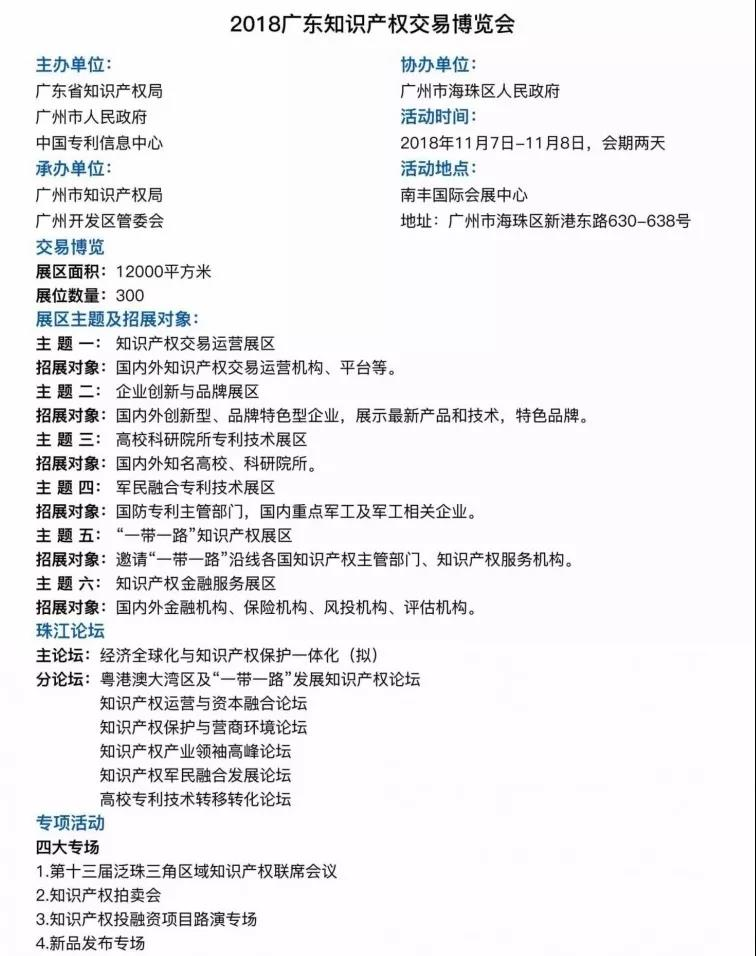 2018广东知识产权交易博览会
主办单位：
广东省知识产权局
广州市人民政府
中国专利信息中心
承办单位：
广州市知识产权局
广州开发区管委会
协办单位：
广州市海珠区人民政府
活动时间：
2018年11月7日-11月8日，会期两天
活动地点：
南丰国际会展中心
地址：广州市海珠区新港东路630-638号
交易博览
展区面积：12000平方米
展位数量：300
展区主题及招展对象：
主 题 一： 知识产权交易运营展区
招展对象：国内外知识产权交易运营机构、平台等。
主 题 二： 企业创新与品牌展区
招展对象：国内外创新型、品牌特色型企业，展示最新产品和技术，特色品牌。
主 题 三： 高校科研院所专利技术展区
招展对象：国内外知名高校、科研院所。
主 题 四： 军民融合专利技术展区
招展对象：国防专利主管部门，国内重点军工及军工相关企业。
主 题 五： “一带一路”知识产权展区
招展对象：邀请“一带一路”沿线各国知识产权主管部门、知识产权服务机构。
主 题 六： 知识产权金融服务展区
招展对象：国内外金融机构、保险机构、风投机构、评估机构。
珠江论坛
主论坛：经济全球化与知识产权保护一体化（拟）
分论坛：粤港澳大湾区及“一带一路”发展知识产权论坛
知识产权运营与资本融合论坛
知识产权保护与营商环境论坛
知识产权产业领袖高峰论坛
知识产权军民融合发展论坛
高校专利技术转移转化论坛
专项活动
四大专场
1.第十三届泛珠三角区域知识产权联席会议
2.知识产权拍卖会
3.知识产权投融资项目路演专场
4.新品发布专场